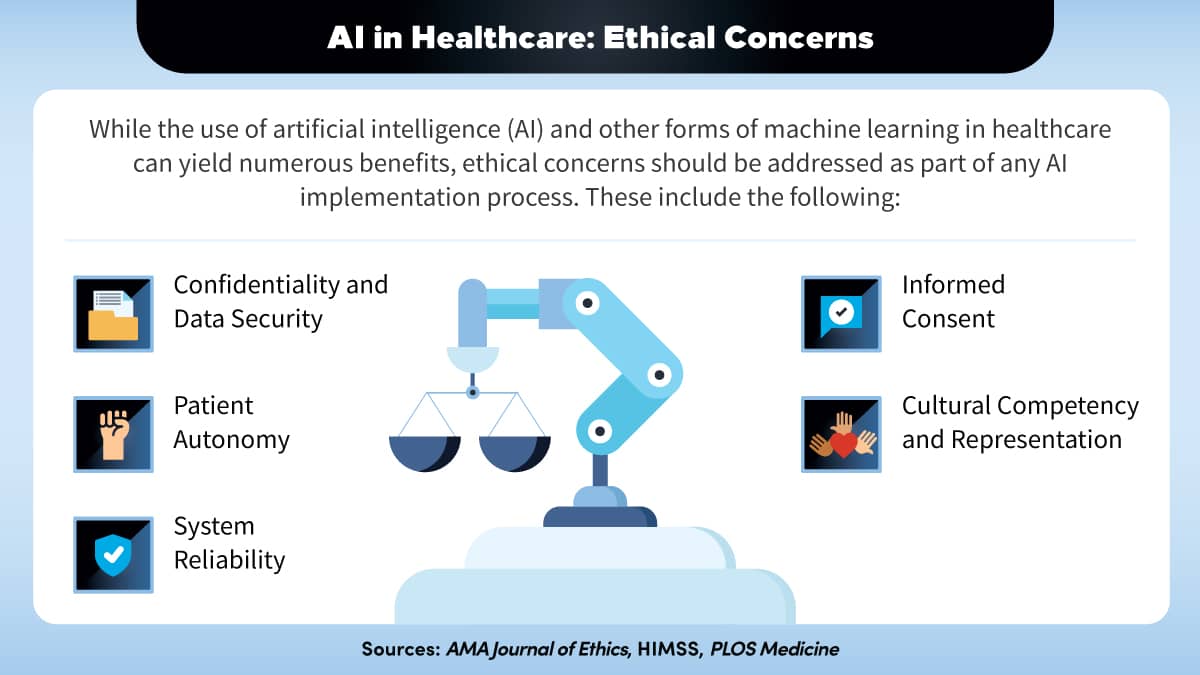 AI in Healthcare: Ethical Concerns
While the use of artificial intelligence (AI) and other forms of machine learning in healthcare
can yield numerous benefits, ethical concerns should be addressed as part of any AI
implementation process. These include the following:
Confidentiality and
Data Security
Patient
Autonomy
System
Reliability
Informed
Consent
Cultural Competency
and Representation
Sources: AMA Journal of Ethics, HIMSS, PLOS Medicine